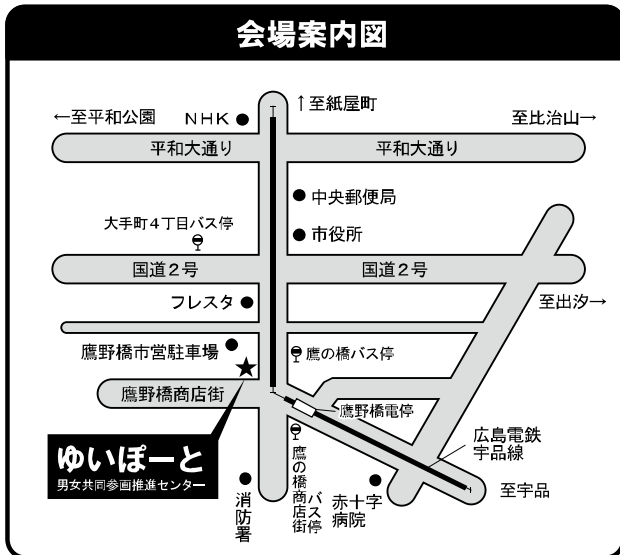 会場案内図
←至平和公園
NHK
↑至紙屋町
至比治山→
平和大通り
平和大通り
中央郵便局
大手町4丁目バス停
市役所
国道2号
国道2号
フレスタ
至出汐→
鷹野橋市営駐車場
鷹の橋バス停
鷹野橋商店街
鷹野橋電停
ゆいぽーと
男女共同参画推進センター
広島電鉄
宇品線
至宇品
鷹の橋商店街
バス停
消防署
赤十字
病院